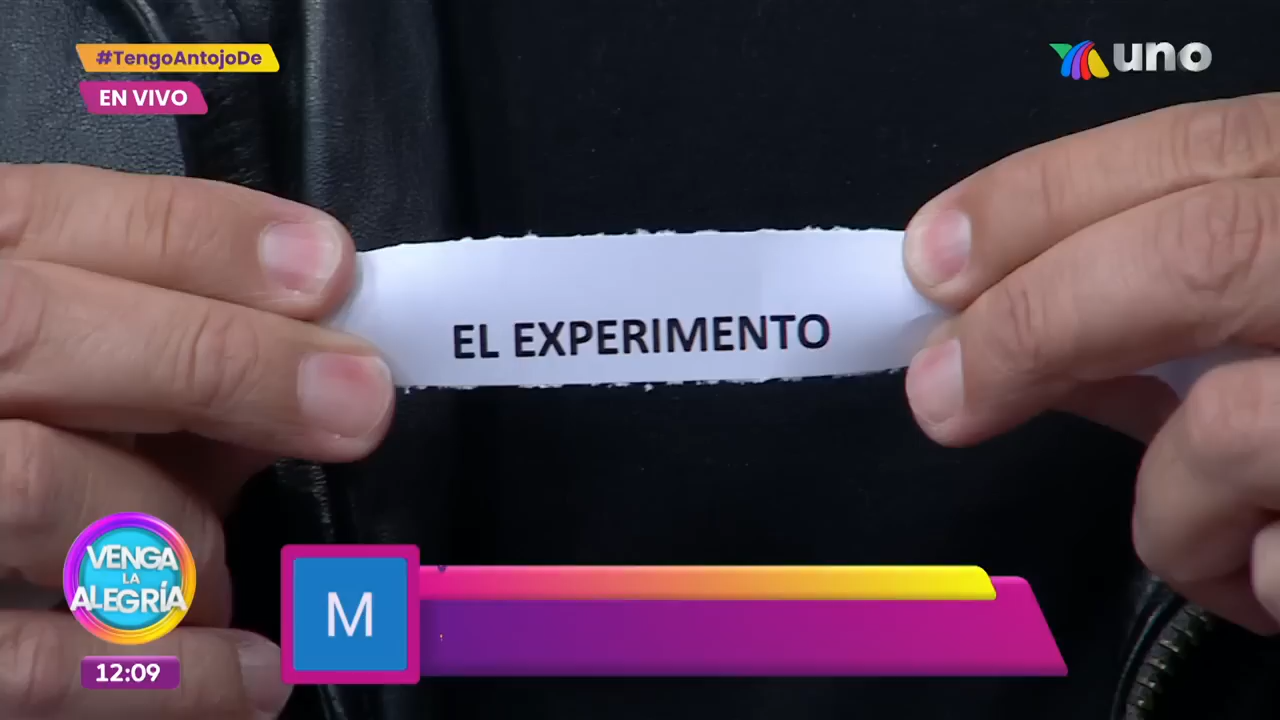 #TengoAntojoDe
EN VIVO
uno
EL EXPERIMENTO
VENGA
LA
ALEGRÍA
12:09
M